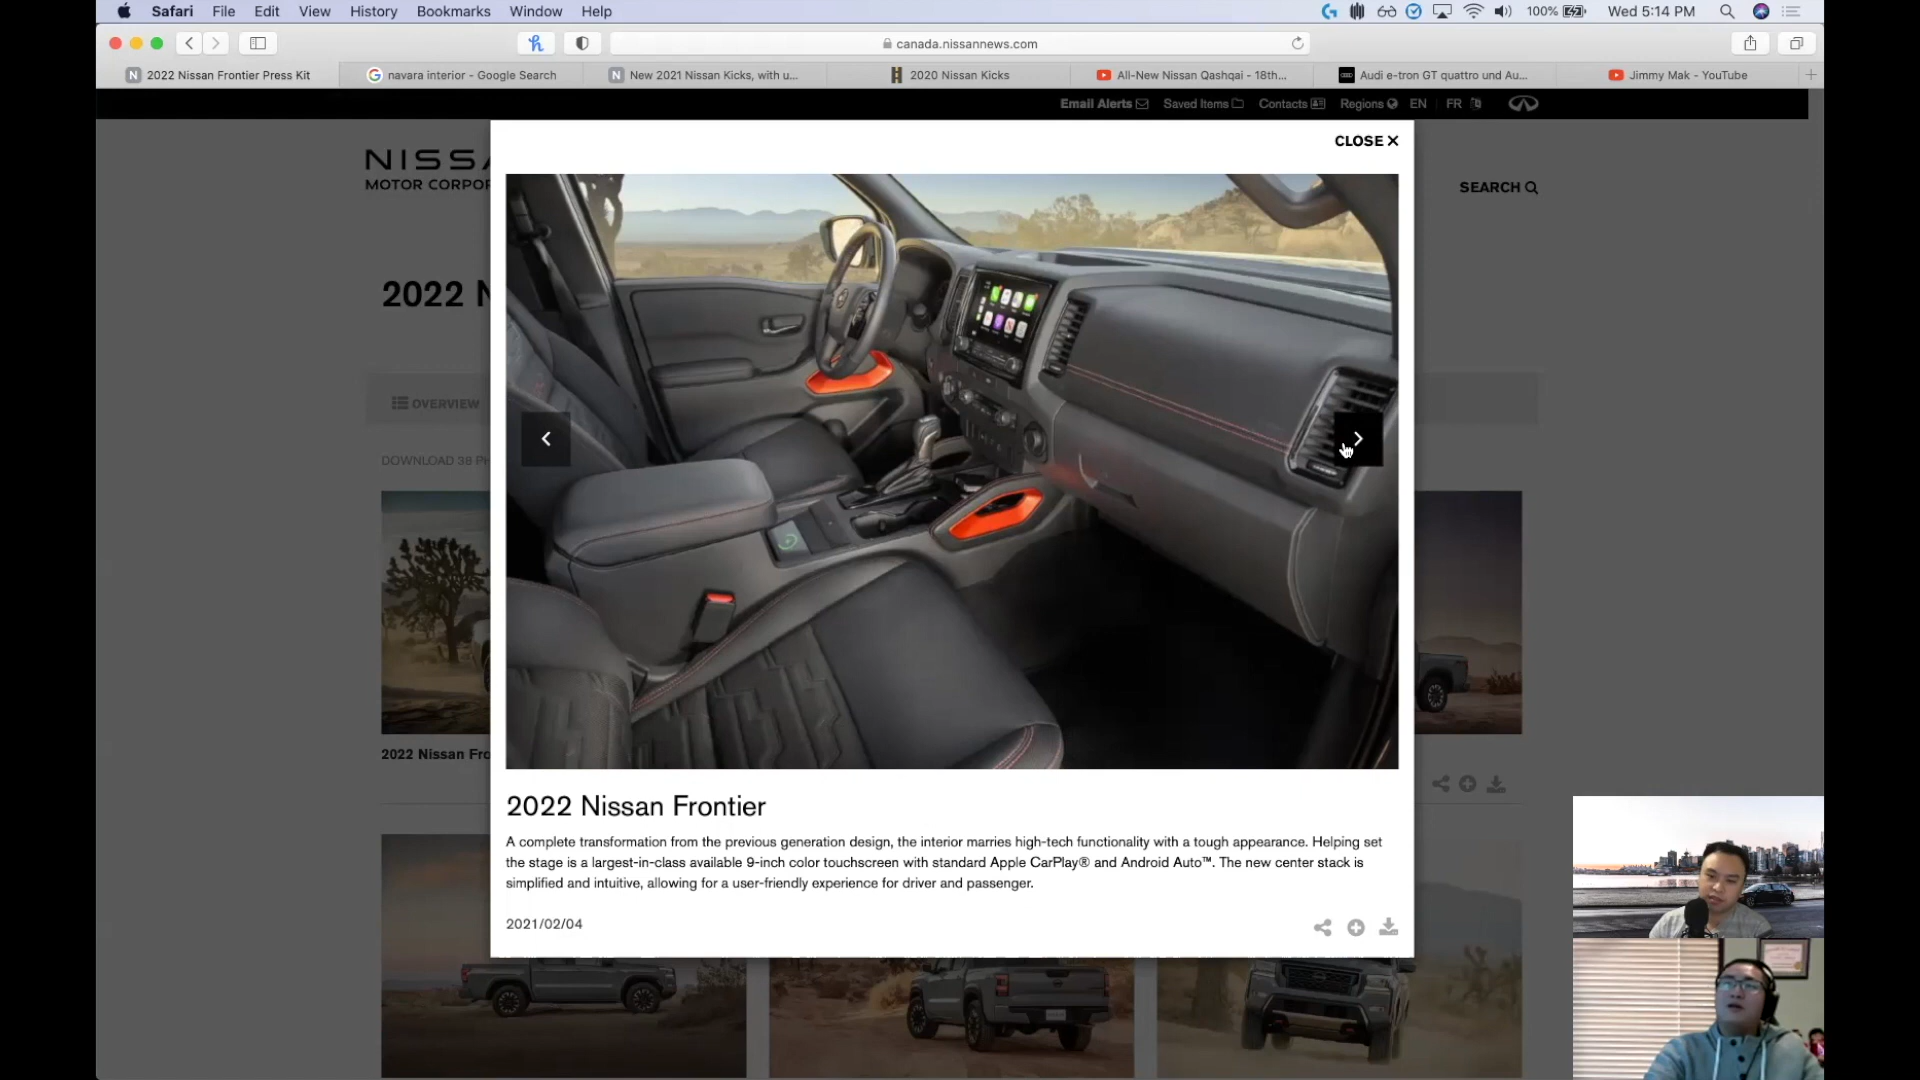 Safari File Edit View History Bookmarks Window Help 100% Wed 5:14 PM
canada.nissannews.com
2022 Nissan Frontier Press Kit
navara interior - Google Search
New 2021 Nissan Kicks, with u...
2020 Nissan Kicks
All-New Nissan Qashqai - 18th...
Audi e-tron GT quattro und Au...
Jimmy Mak - YouTube
Email Alerts Saved Items Contacts Regions EN | FR
CLOSE
NISSA
MOTOR CORPOR
SEARCH
2022 N
OVERVIEW
DOWNLOAD 38 PH
2022 Nissan Fro
2022 Nissan Frontier
A complete transformation from the previous generation design, the interior marries high-tech functionality with a tough appearance. Helping set
the stage is a largest-in-class available 9-inch color touchscreen with standard Apple CarPlay® and Android Auto™. The new center stack is
simplified and intuitive, allowing for a user-friendly experience for driver and passenger.
2021/02/04